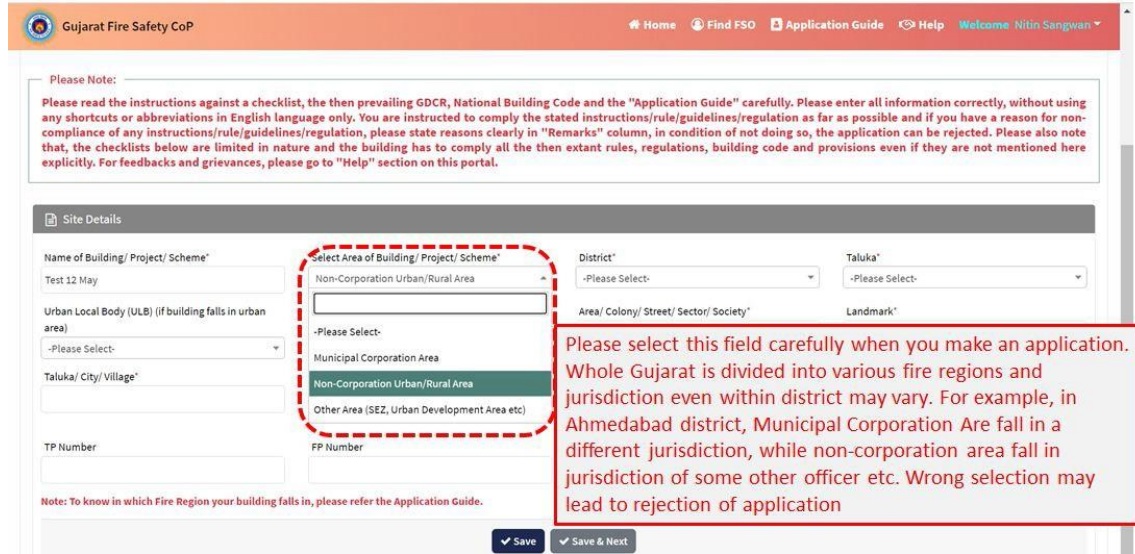 Gujarat Fire Safety CoP
Home Find FSO Application Guide Help Welcome Nitin Sangwan
Please Note:
Please read the instructions against a checklist, the then prevailing GDCR, National Building Code and the "Application Guide" carefully. Please enter all information correctly, without using
any shortcuts or abbreviations in English language only. You are instructed to comply the stated instructions/rule/guidelines/regulation as far as possible and if you have a reason for non-
compliance of any instructions/rule/guidelines/regulation, please state reasons clearly in "Remarks" column, in condition of not doing so, the application can be rejected. Please also note
that, the checklists below are limited in nature and the building has to comply all the then extant rules, regulations, building code and provisions even if they are not mentioned here
explicitly. For feedbacks and grievances, please go to "Help" section on this portal.
Site Details
Name of Building/ Project/ Scheme*
Test 12 May
Select Area of Building/ Project/ Scheme*
Non-Corporation Urban/Rural Area
-Please Select-
Municipal Corporation Area
Non-Corporation Urban/Rural Area
Other Area (SEZ, Urban Development Area etc)
District*
-Please Select-
Taluka*
-Please Select-
Urban Local Body (ULB) (if building falls in urban
area)
-Please Select-
Area/ Colony/ Street/ Sector/ Society*
Landmark*
Taluka/ City/ Village*
Please select this field carefully when you make an application.
Whole Gujarat is divided into various fire regions and
jurisdiction even within district may vary. For example, in
Ahmedabad district, Municipal Corporation Are fall in a
different jurisdiction, while non-corporation area fall in
jurisdiction of some other officer etc. Wrong selection may
lead to rejection of application
TP Number
FP Number
Note: To know in which Fire Region your building falls in, please refer the Application Guide.
Save
Save & Next